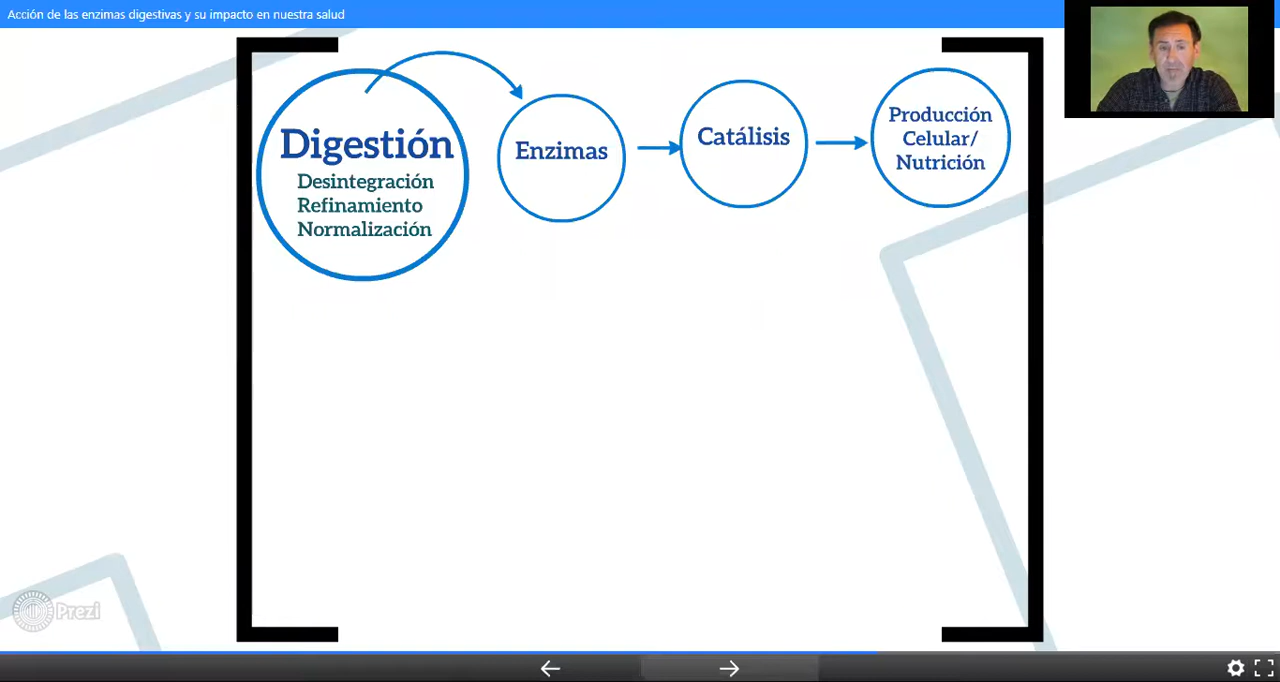 Acción de las enzimas digestivas y su impacto en nuestra salud
Digestión
Desintegración
Refinamiento
Normalización
Enzimas
Catálisis
Producción
Celular/
Nutrición
Prezi